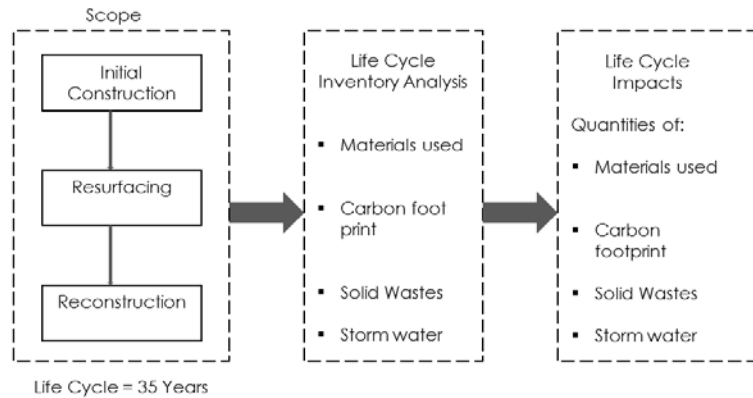 Scope
Initial
Construction
Resurfacing
Reconstruction
Life Cycle = 35 Years
Life Cycle
Inventory Analysis
▪ Materials used
▪ Carbon foot
print
▪ Solid Wastes
▪ Storm water
Life Cycle
Impacts
Quantities of:
▪ Materials used
▪ Carbon
footprint
▪ Solid Wastes
▪ Storm water